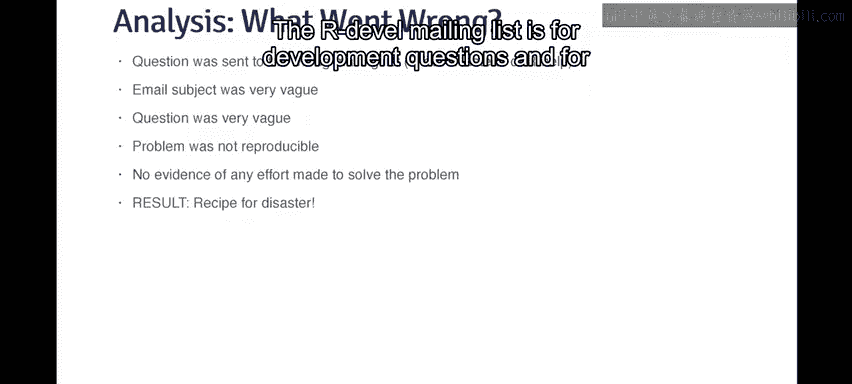 Analysis: What Went Wrong?
The R-devel mailing list is for
development questions and for
· Question was sent to
· Email subject was very vague
· Question was very vague
· Problem was not reproducible
· No evidence of any effort made to solve the problem
· RESULT: Recipe for disaster!